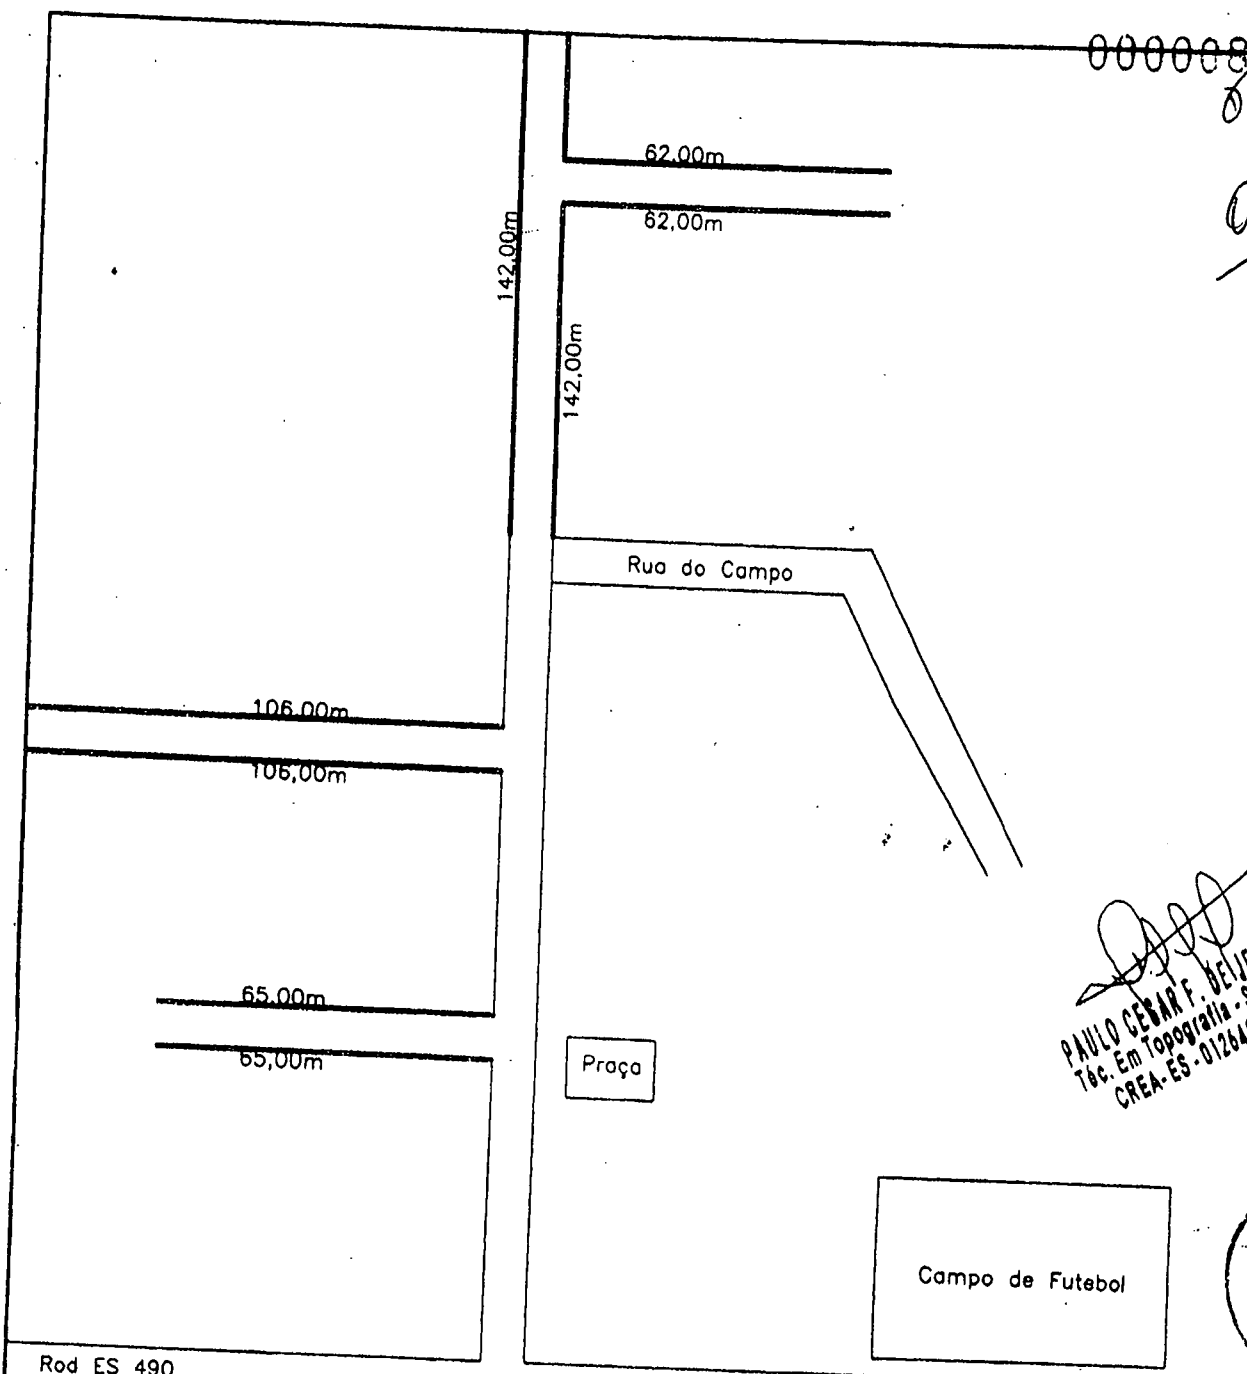 000008
62,00m
62,00m
142,00m
142,00m
Rua do Campo
106,00m
106,00m
65,00m
65,00m
Praça
PAULO CESAR F.
Téc. Em Topografia -
CREA-ES - 01264
Campo de Futebol
Rod ES 490